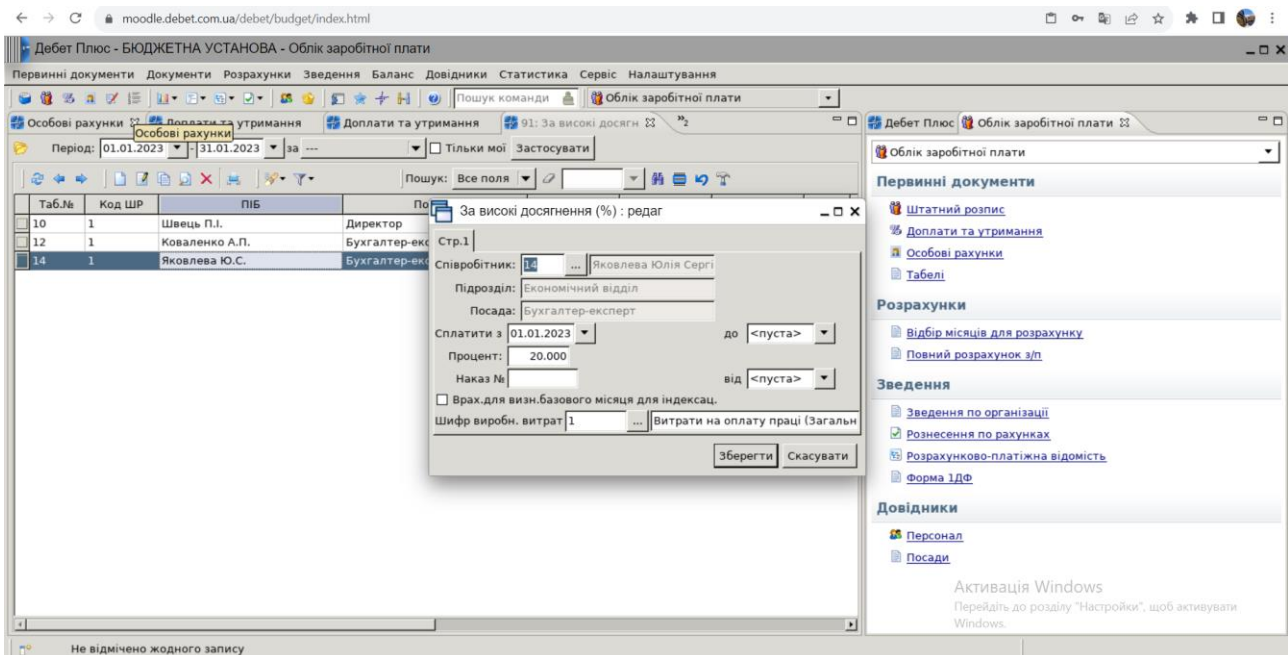 moodle.debet.com.ua/debet/budget/index.html
Дебет Плюс - БЮДЖЕТНА УСТАНОВА - Облік заробітної плати
Первинні документи Документи Розрахунки Зведення Баланс Довідники Статистика Сервіс Налаштування
Пошук команди Облік заробітної плати
Особові рахунки Доплати та утримання Доплати та утримання 91: За високі досягн "2
Особові рахунки
Період: 01.01.2023 - 31.01.2023 за --- Тільки мої Застосувати
Пошук: Все поля
Таб.№ Код ШР ПІБ По
10 1 Швець П.І. Директор
12 1 Коваленко А.П. Бухгалтер-екс
14 1 Яковлева Ю.С. Бухгалтер-екс
За високі досягнення (%) : редаг
Стр.1
Співробітник: 14 ... Яковлева Юлія Сергі
Підрозділ: Економічний відділ
Посада: Бухгалтер-експерт
Сплатити з 01.01.2023 до <пуста>
Процент: 20.000
Наказ № від <пуста>
Врах.для визн.базового місяця для індексац.
Шифр виробн. витрат 1 ... Витрати на оплату праці (Загальн
Зберегти Скасувати
Дебет Плюс Облік заробітної плати
Облік заробітної плати
Первинні документи
Штатний розпис
Доплати та утримання
Особові рахунки
Табелі
Розрахунки
Відбір місяців для розрахунку
Повний розрахунок з/п
Зведення
Зведення по організації
Рознесення по рахунках
Розрахунково-платіжна відомість
Форма 1ДФ
Довідники
Персонал
Посади
Активація Windows
Перейдіть до розділу "Настройки", щоб активувати
Windows.
Не відмічено жодного запису